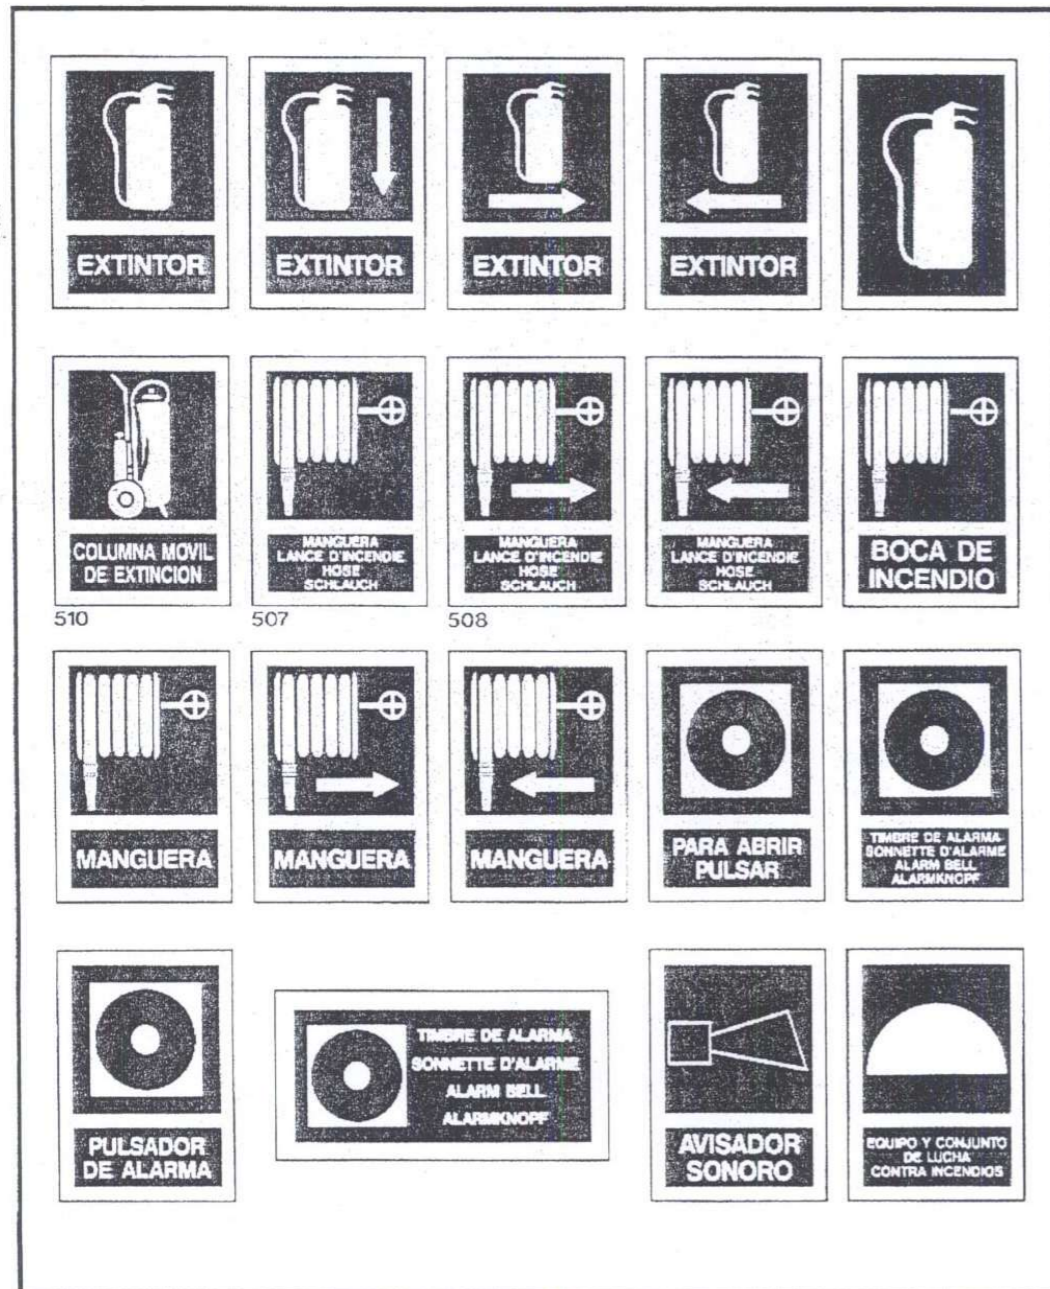 EXTINTOR
EXTINTOR
EXTINTOR
EXTINTOR
COLUMNA MOVIL
DE EXTINCION
510
MANGUERA
LANCE D'INCENDIE
HOSE
SCHLAUCH
507
MANGUERA
LANCE D'INCENDIE
HOSE
SCHLAUCH
508
MANGUERA
LANCE D'INCENDIE
HOSE
SCHLAUCH
BOCA DE
INCENDIO
MANGUERA
MANGUERA
MANGUERA
PARA ABRIR
PULSAR
TIMBRE DE ALARMA
SONNETTE D'ALARME
ALARM BELL
ALARMKNOPF
PULSADOR
DE ALARMA
TIMBRE DE ALARMA
SONNETTE D'ALARME
ALARM BELL
ALARMKNOPF
AVISADOR
SONORO
EQUIPO Y CONJUNTO
DE LUCHA
CONTRA INCENDIOS